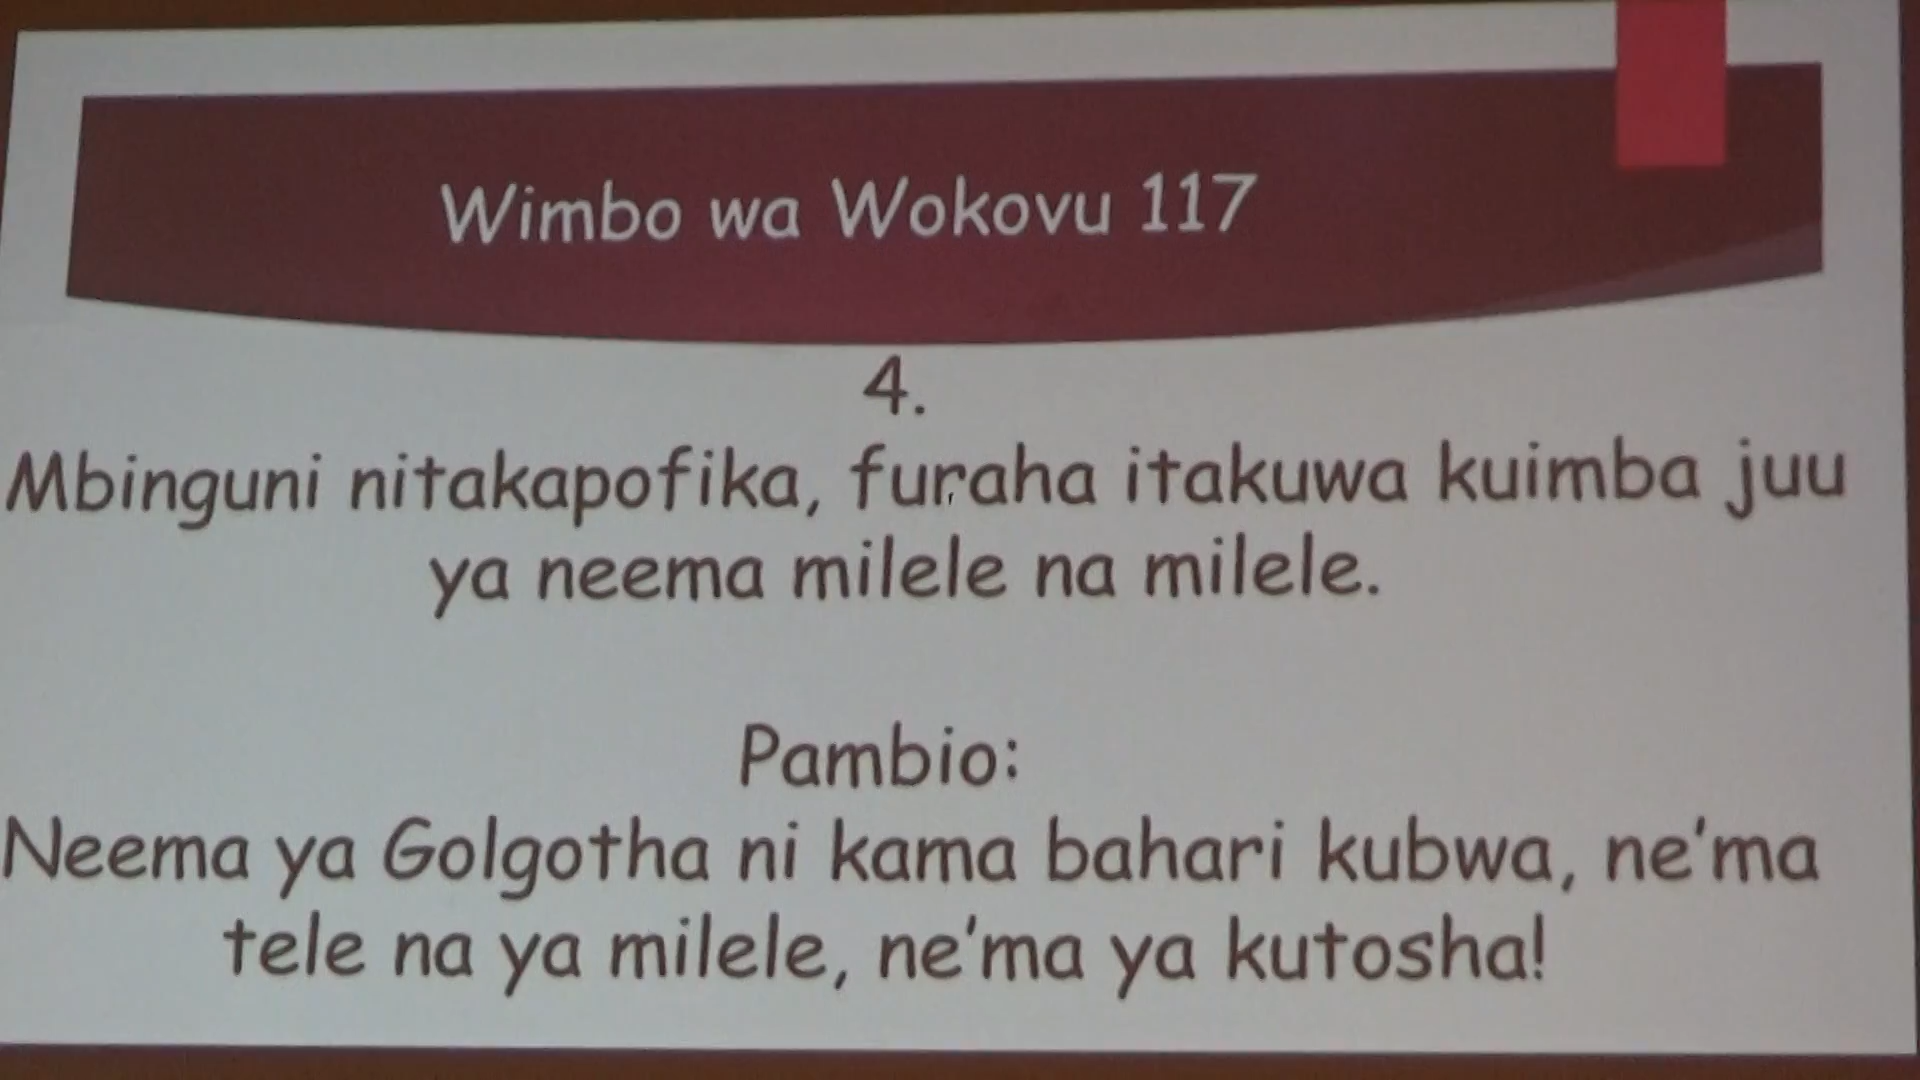 Wimbo wa Wokovu 117
4.
Mbinguni nitakapofika, furaha itakuwa kuimba juu
ya neema milele na milele.
Pambio:
Neema ya Golgotha ni kama bahari kubwa, ne'ma
tele na ya milele, ne'ma ya kutosha!